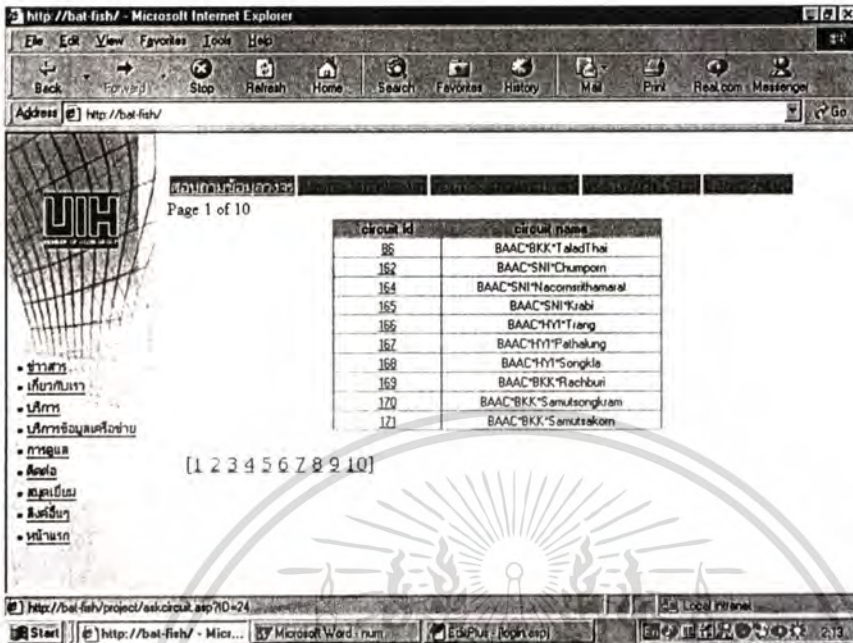 http://bat-fish/ - Microsoft Internet Explorer
File Edit View Favorites Tools Help
Back Forward Stop Refresh Home Search Favorites History Mail Print Real.com Messenger
Address http://bat-fish/ Go
UIH
Page 1 of 10
circuit id circuit name
86 BAAC*BKK*TaladThai
162 BAAC*SNI*Chumporn
164 BAAC*SNI*Nacornsrithamarat
165 BAAC*SNI*Krabi
166 BAAC*HYI*Trang
167 BAAC*HYI*Pathalung
168 BAAC*HYI*Songkla
169 BAAC*BKK*Rachburi
170 BAAC*BKK*Samutsongkram
171 BAAC*BKK*Samutsakorn
ข่าวสาร
เกี่ยวกับเรา
บริการ
บริการข้อมูลเครือข่าย
การดูแล
ติดต่อ
สมุดเยี่ยม
ลิงค์อื่นๆ
หน้าแรก
[1 2 3 4 5 6 7 8 9 10]
http://bat-fish/project/askcircuit.asp?ID=24 Local intranet
Start http://bat-fish/ - Micr... Microsoft Word - num EditPlus - [login.asp] 2:13